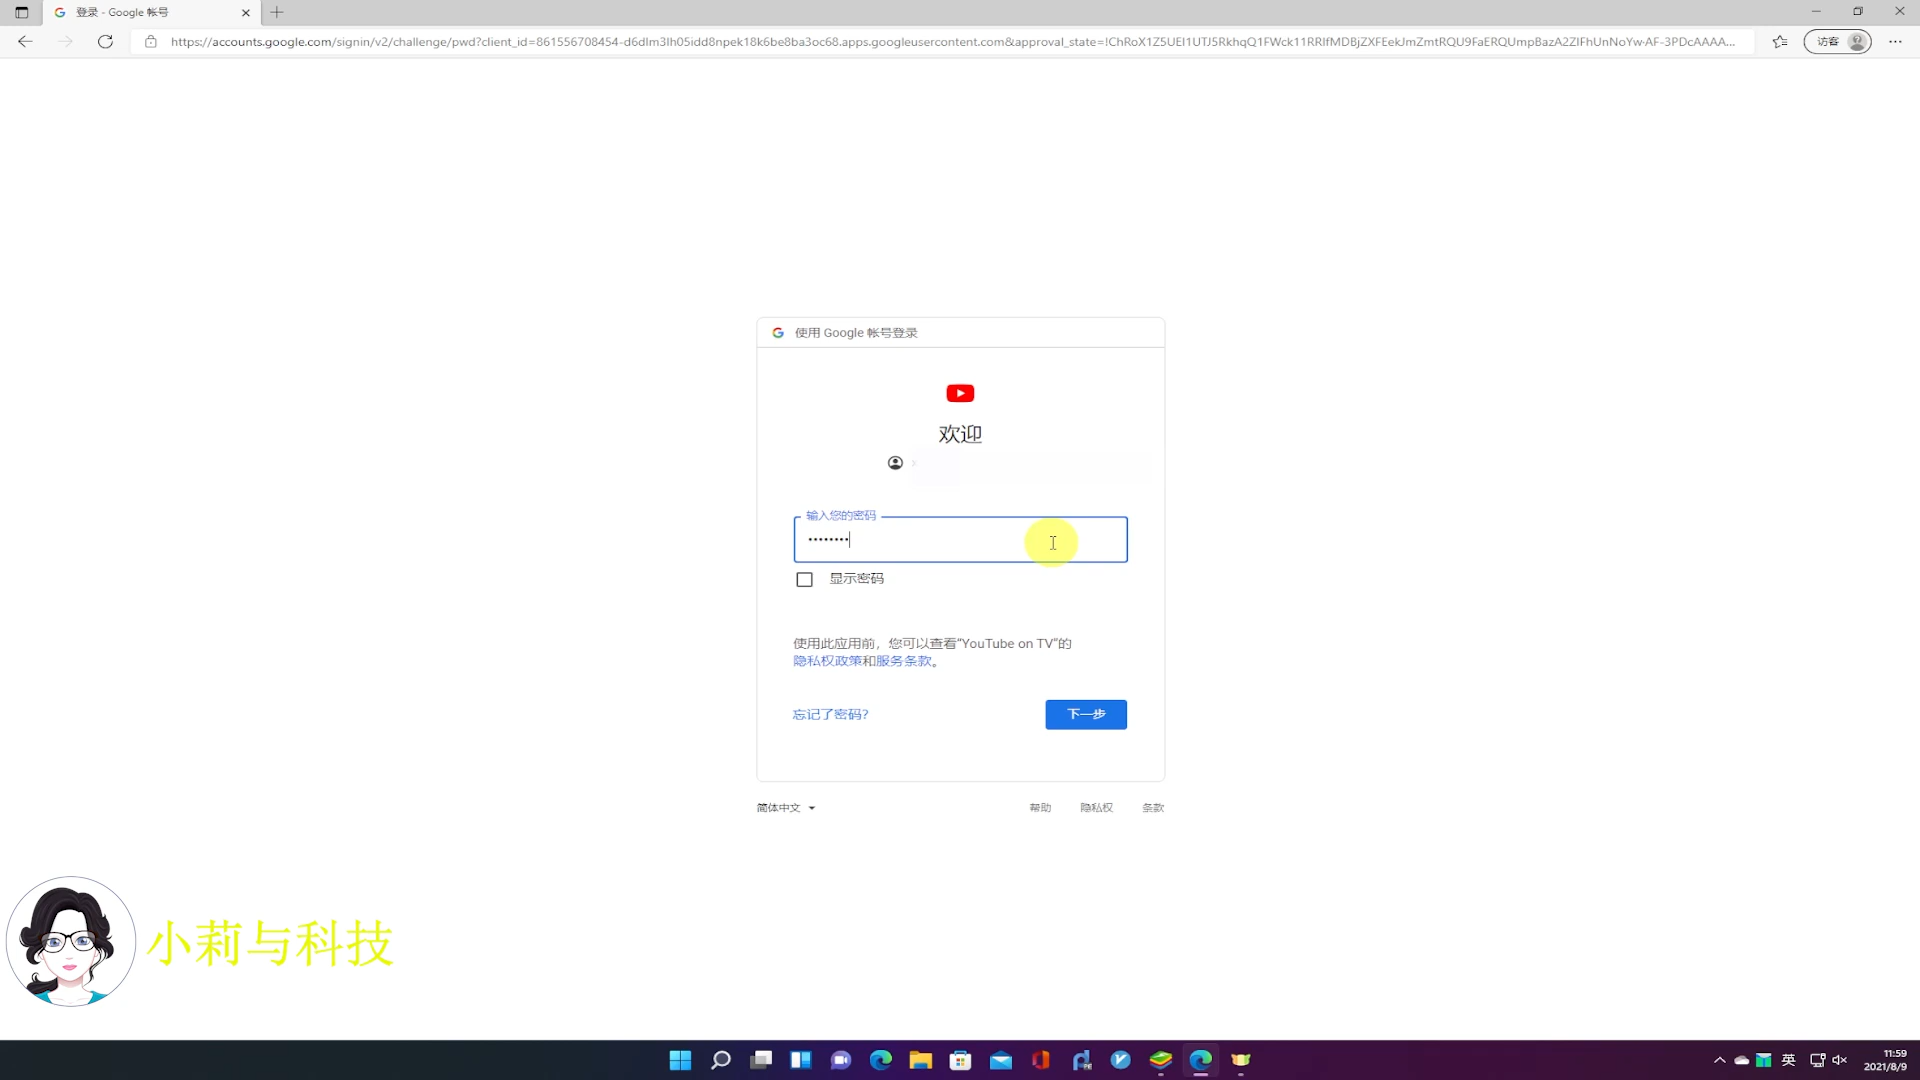 登录 - Google 帐号
https://accounts.google.com/signin/v2/challenge/pwd?client_id=861556708454-d6dlm3lh05idd8npek18k6be8ba3oc68.apps.googleusercontent.com&approval_state=!ChRoX1Z5UEI1UTJ5RkhqQ1FWck11RRIfMDBjZXFEekJmZmtRQU9FaERQUmpBazA2ZIFhUnNoYw∙AF-3PDcAAAA...
访客
使用 Google 帐号登录
欢迎
输入您的密码
••••••••
显示密码
使用此应用前，您可以查看“YouTube on TV”的
隐私权政策和服务条款。
忘记了密码?
下一步
简体中文
帮助
隐私权
条款
小莉与科技
英
11:59
2021/8/9